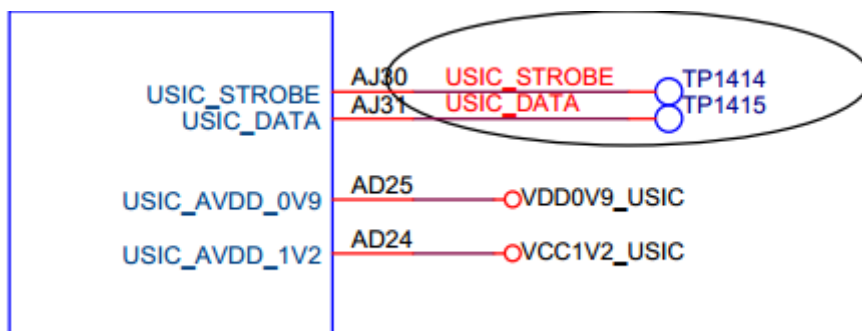 USIC_STROBE AJ30 USIC_STROBE TP1414
USIC_DATA AJ31 USIC_DATA TP1415
USIC_AVDD_0V9 AD25 VDD0V9_USIC
USIC_AVDD_1V2 AD24 VCC1V2_USIC